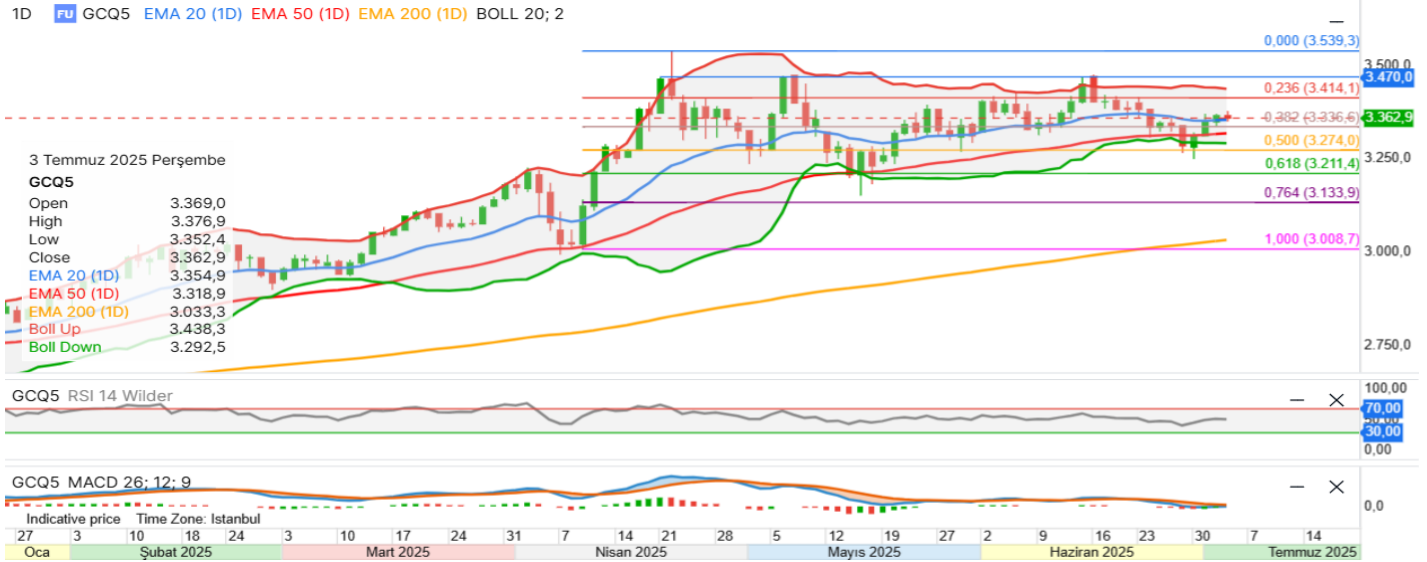 1D FU GCQ5 EMA 20 (1D) EMA 50 (1D) EMA 200 (1D) BOLL 20; 2
0,000 (3.539,3)
3.500,0
3.470,0
0,236 (3.414,1)
0,382 (3.336,6)
3.362,9
0,500 (3.274,0)
3.250,0
0,618 (3.211,4)
0,764 (3.133,9)
1,000 (3.008,7)
3.000,0
2.750,0
3 Temmuz 2025 Perşembe
GCQ5
Open 3.369,0
High 3.376,9
Low 3.352,4
Close 3.362,9
EMA 20 (1D) 3.354,9
EMA 50 (1D) 3.318,9
EMA 200 (1D) 3.033,3
Boll Up 3.438,3
Boll Down 3.292,5
GCQ5 RSI 14 Wilder
100,00
70,00
50,00
30,00
0,00
GCQ5 MACD 26; 12; 9
0,0
Indicative price Time Zone: Istanbul
27 3 10 18 24 3 10 17 24 31 7 14 21 28 5 12 19 27 2 9 16 23 30 7 14
Oca Şubat 2025 Mart 2025 Nisan 2025 Mayıs 2025 Haziran 2025 Temmuz 2025